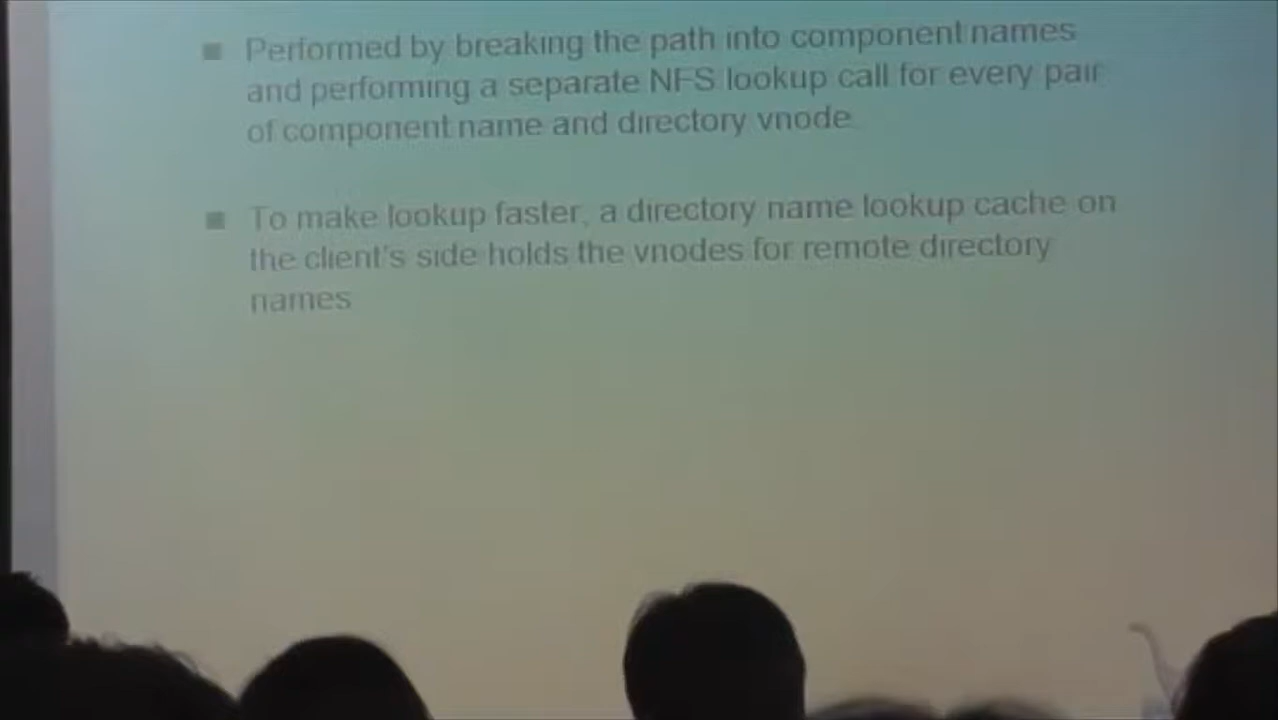 Performed by breaking the path into component names
and performing a separate NFS lookup call for every pair
of component name and directory vnode.
To make lookup faster, a directory name lookup cache on
the client's side holds the vnodes for remote directory
names